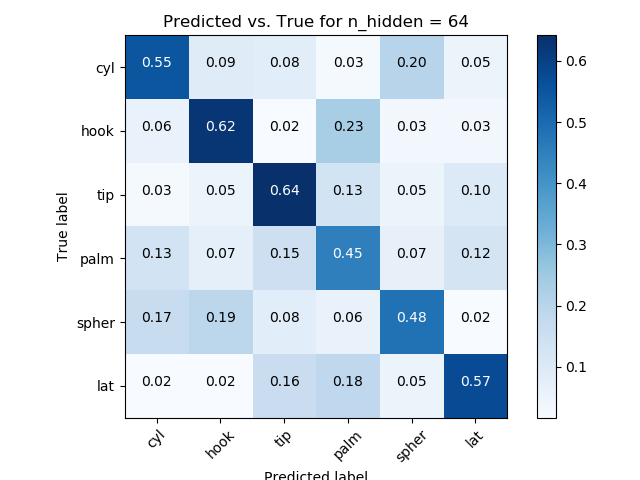 Predicted vs. True for n_hidden = 64
True label
cyl 0.55 0.09 0.08 0.03 0.20 0.05
hook 0.06 0.62 0.02 0.23 0.03 0.03
tip 0.03 0.05 0.64 0.13 0.05 0.10
palm 0.13 0.07 0.15 0.45 0.07 0.12
spher 0.17 0.19 0.08 0.06 0.48 0.02
lat 0.02 0.02 0.16 0.18 0.05 0.57
cyl hook tip palm spher lat
Predicted label
0.6
0.5
0.4
0.3
0.2
0.1